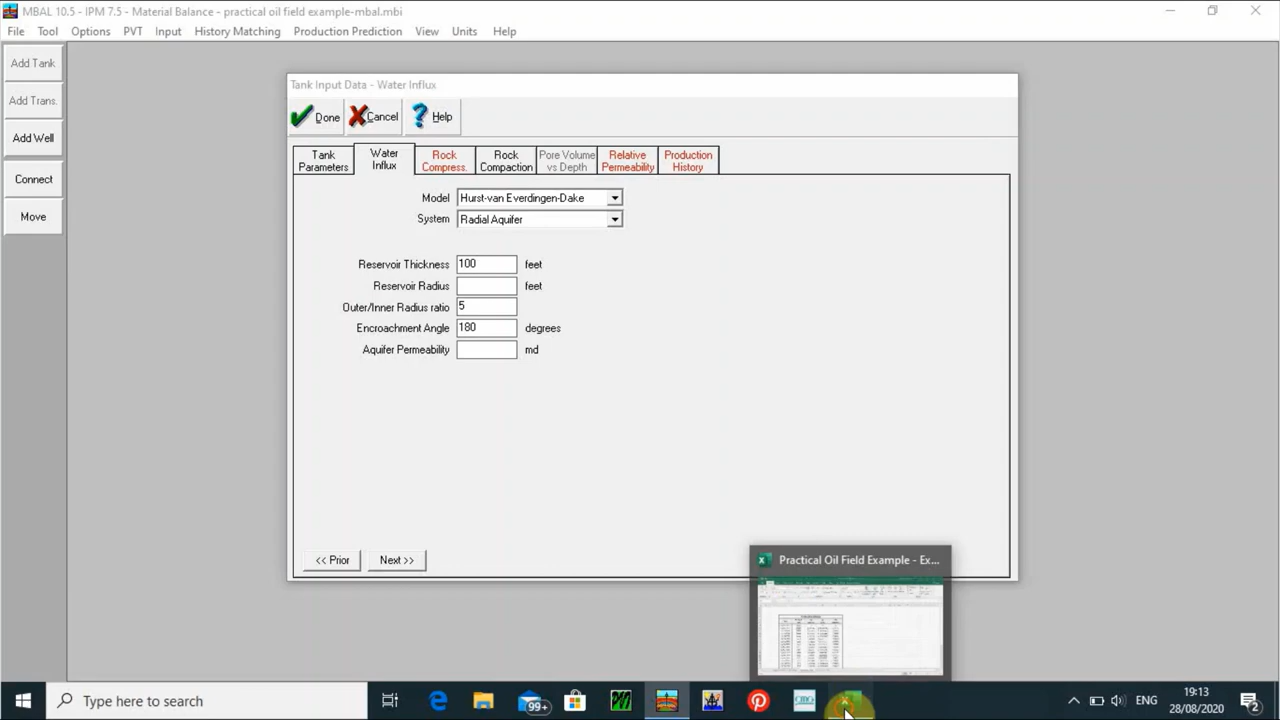 MBAL 10.5 - IPM 7.5 - Material Balance - practical oil field example-mbal.mbi
File Tool Options PVT Input History Matching Production Prediction View Units Help
Add Tank
Add Trans.
Add Well
Connect
Move
Tank Input Data - Water Influx
Done Cancel Help
Tank Parameters
Water Influx
Rock Compress.
Rock Compaction
Pore Volume vs Depth
Relative Permeability
Production History
Model Hurst-van Everdingen-Dake
System Radial Aquifer
Reservoir Thickness 100 feet
Reservoir Radius feet
Outer/Inner Radius ratio 5
Encroachment Angle 180 degrees
Aquifer Permeability md
<< Prior Next >>
Practical Oil Field Example - Ex...
Type here to search
99+
ENG
19:13
28/08/2020
2